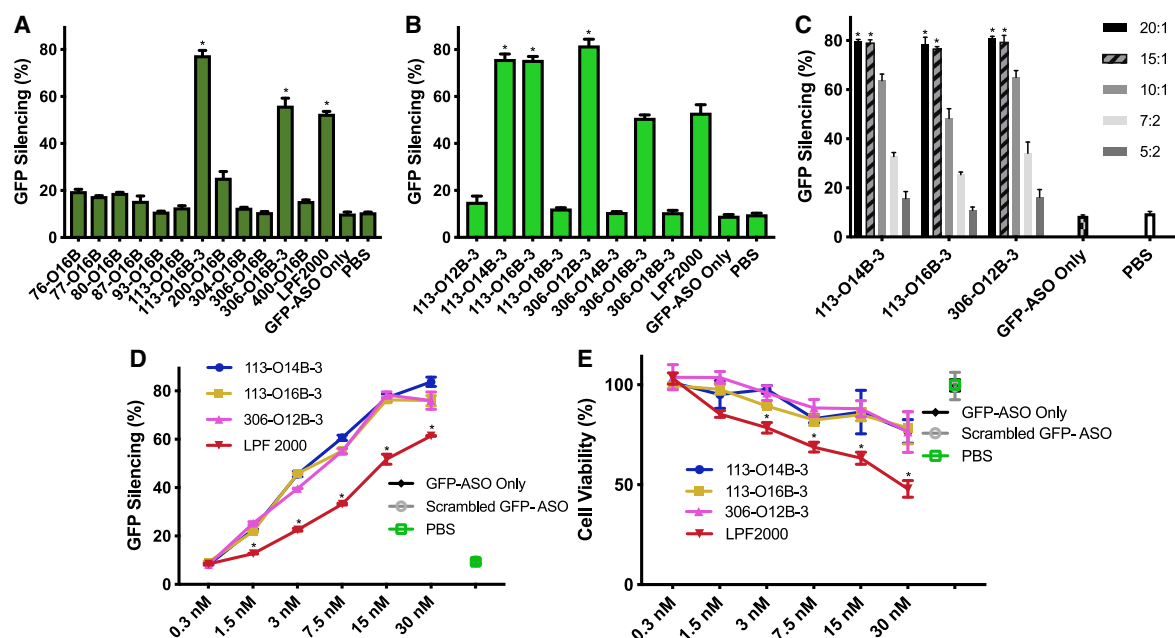 A
GFP Silencing (%)
80
60
40
20
0
76-O16B
77-O16B
80-O16B
87-O16B
93-O16B
113-O16B
113-O16B-3
200-O16B
304-O16B
306-O16B
306-O16B-3
400-O16B
LPF2000
GFP-ASO Only
PBS
* * *
B
GFP Silencing (%)
80
60
40
20
0
113-O12B-3
113-O14B-3
113-O16B-3
113-O18B-3
306-O12B-3
306-O14B-3
306-O16B-3
306-O18B-3
LPF2000
GFP-ASO Only
PBS
* * *
C
GFP Silencing (%)
80
60
40
20
0
113-O14B-3
113-O16B-3
306-O12B-3
GFP-ASO Only
PBS
* * * * * *
20:1
15:1
10:1
7:2
5:2
D
GFP Silencing (%)
80
60
40
20
0
0.3 nM
1.5 nM
3 nM
7.5 nM
15 nM
30 nM
113-O14B-3
113-O16B-3
306-O12B-3
LPF 2000
GFP-ASO Only
Scrambled GFP- ASO
PBS
* * * * *
E
Cell Viability (%)
100
50
0
0.3 nM
1.5 nM
3 nM
7.5 nM
15 nM
30 nM
113-O14B-3
113-O16B-3
306-O12B-3
LPF2000
GFP-ASO Only
Scrambled GFP- ASO
PBS
* * * *